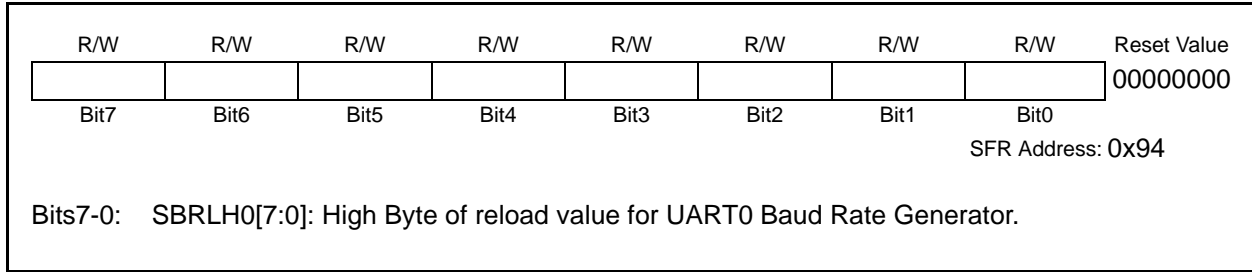 R/W R/W R/W R/W R/W R/W R/W R/W Reset Value
00000000
Bit7 Bit6 Bit5 Bit4 Bit3 Bit2 Bit1 Bit0
SFR Address: 0x94
Bits7-0: SBRLH0[7:0]: High Byte of reload value for UART0 Baud Rate Generator.